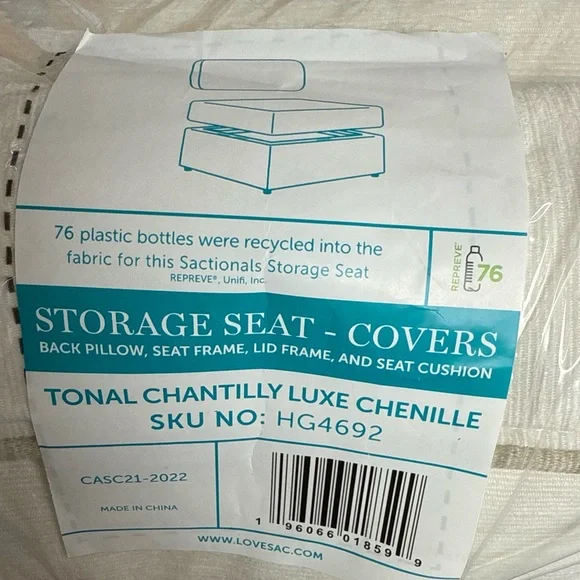 76 plastic bottles were recycled into the
fabric for this Sactionals Storage Seat
REPREVE®, Unifi, Inc.
REPREVE®
76
STORAGE SEAT - COVERS
BACK PILLOW, SEAT FRAME, LID FRAME, AND SEAT CUSHION
TONAL CHANTILLY LUXE CHENILLE
SKU NO: HG4692
CASC21-2022
MADE IN CHINA
1 96066 01859 9
WWW.LOVESAC.COM